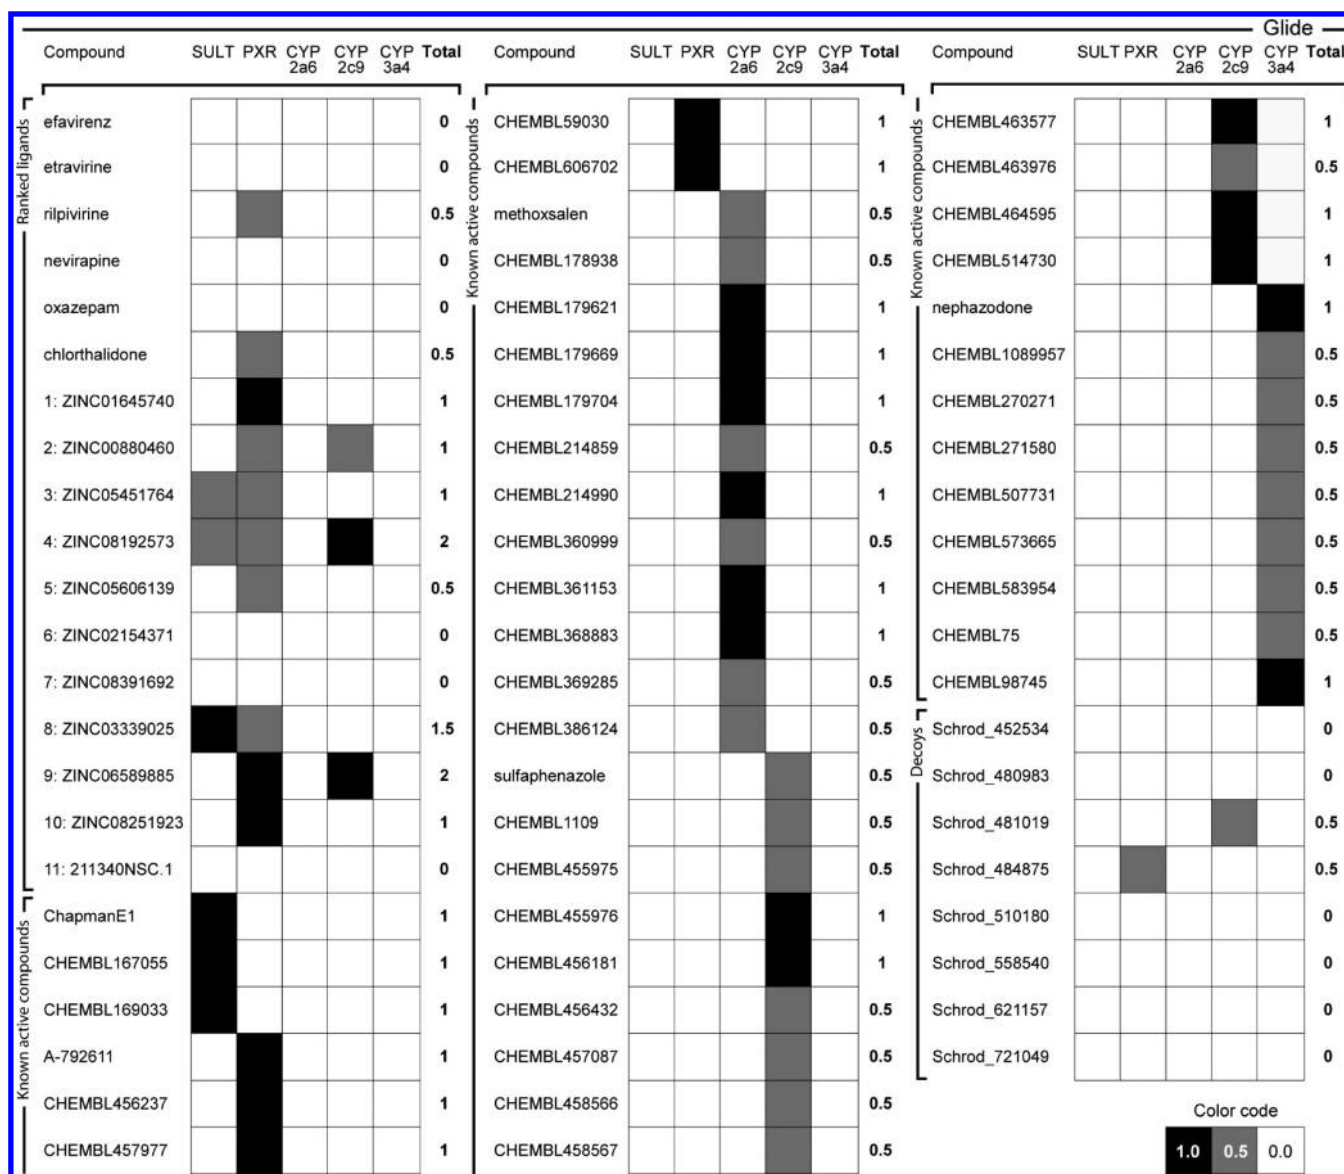 Glide
Compound SULT PXR CYP 2a6 CYP 2c9 CYP 3a4 Total
Ranked ligands
efavirenz 0
etravirine 0
rilpivirine 0.5
nevirapine 0
oxazepam 0
chlorthalidone 0.5
1: ZINC01645740 1
2: ZINC00880460 1
3: ZINC05451764 1
4: ZINC08192573 2
5: ZINC05606139 0.5
6: ZINC02154371 0
7: ZINC08391692 0
8: ZINC03339025 1.5
9: ZINC06589885 2
10: ZINC08251923 1
11: 211340NSC.1 0
Known active compounds
ChapmanE1 1
CHEMBL167055 1
CHEMBL169033 1
A-792611 1
CHEMBL456237 1
CHEMBL457977 1
Compound SULT PXR CYP 2a6 CYP 2c9 CYP 3a4 Total
Known active compounds
CHEMBL59030 1
CHEMBL606702 1
methoxsalen 0.5
CHEMBL178938 0.5
CHEMBL179621 1
CHEMBL179669 1
CHEMBL179704 1
CHEMBL214859 0.5
CHEMBL214990 1
CHEMBL360999 0.5
CHEMBL361153 1
CHEMBL368883 1
CHEMBL369285 0.5
CHEMBL386124 0.5
sulfaphenazole 0.5
CHEMBL1109 0.5
CHEMBL455975 0.5
CHEMBL455976 1
CHEMBL456181 1
CHEMBL456432 0.5
CHEMBL457087 0.5
CHEMBL458566 0.5
CHEMBL458567 0.5
Compound SULT PXR CYP 2a6 CYP 2c9 CYP 3a4 Total
Known active compounds
CHEMBL463577 1
CHEMBL463976 0.5
CHEMBL464595 1
CHEMBL514730 1
nephazodone 1
CHEMBL1089957 0.5
CHEMBL270271 0.5
CHEMBL271580 0.5
CHEMBL507731 0.5
CHEMBL573665 0.5
CHEMBL583954 0.5
CHEMBL75 0.5
CHEMBL98745 1
Decoys
Schrod_452534 0
Schrod_480983 0
Schrod_481019 0.5
Schrod_484875 0.5
Schrod_510180 0
Schrod_558540 0
Schrod_621157 0
Schrod_721049 0
Color code
1.0 0.5 0.0